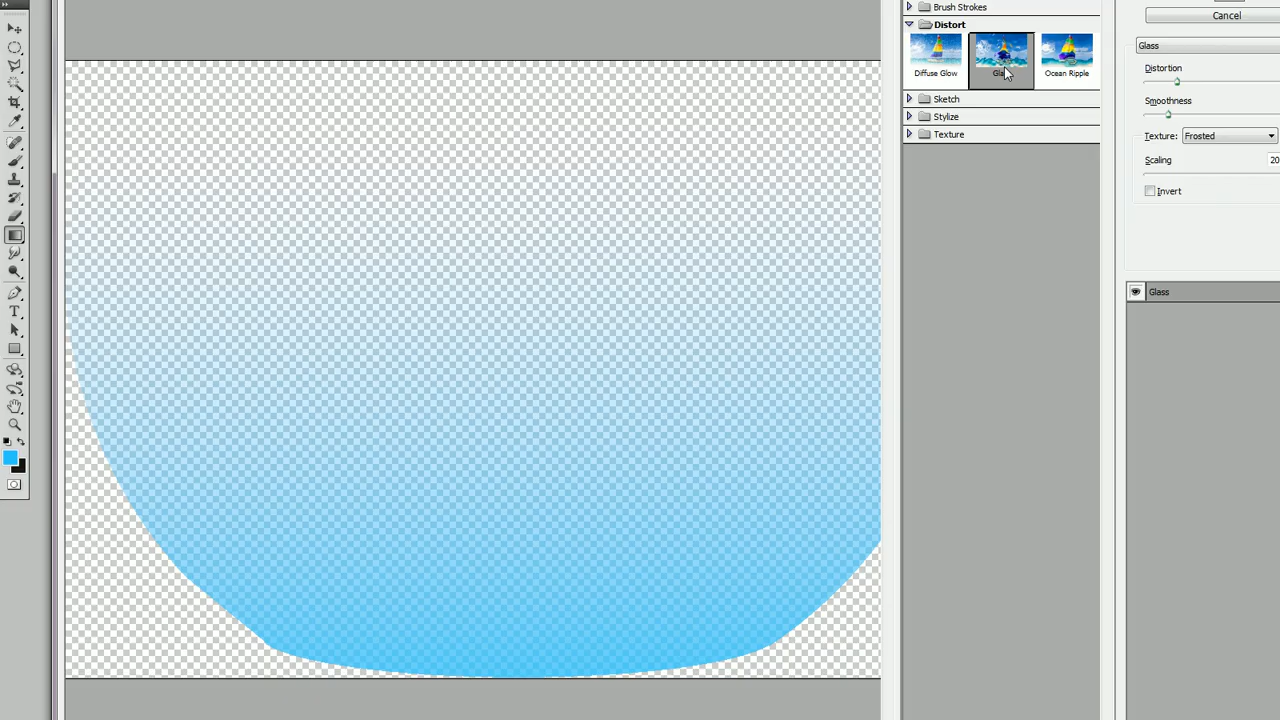 Brush Strokes
Distort
Diffuse Glow
Ocean Ripple
Sketch
Stylize
Texture
Cancel
Glass
Distortion
Smoothness
Texture: Frosted
Scaling 20
Invert
Glass